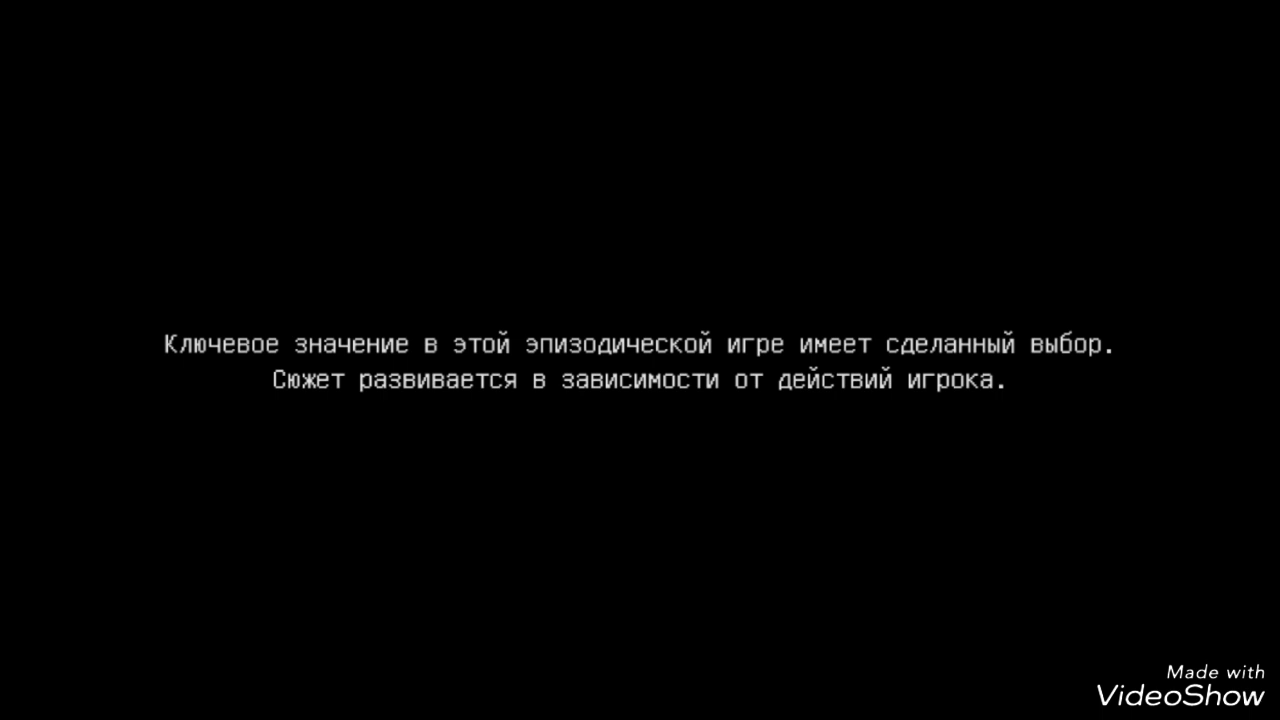 Ключевое значение в этой эпизодической игре имеет сделанный выбор.
Сюжет развивается в зависимости от действий игрока.
Made with
VideoShow